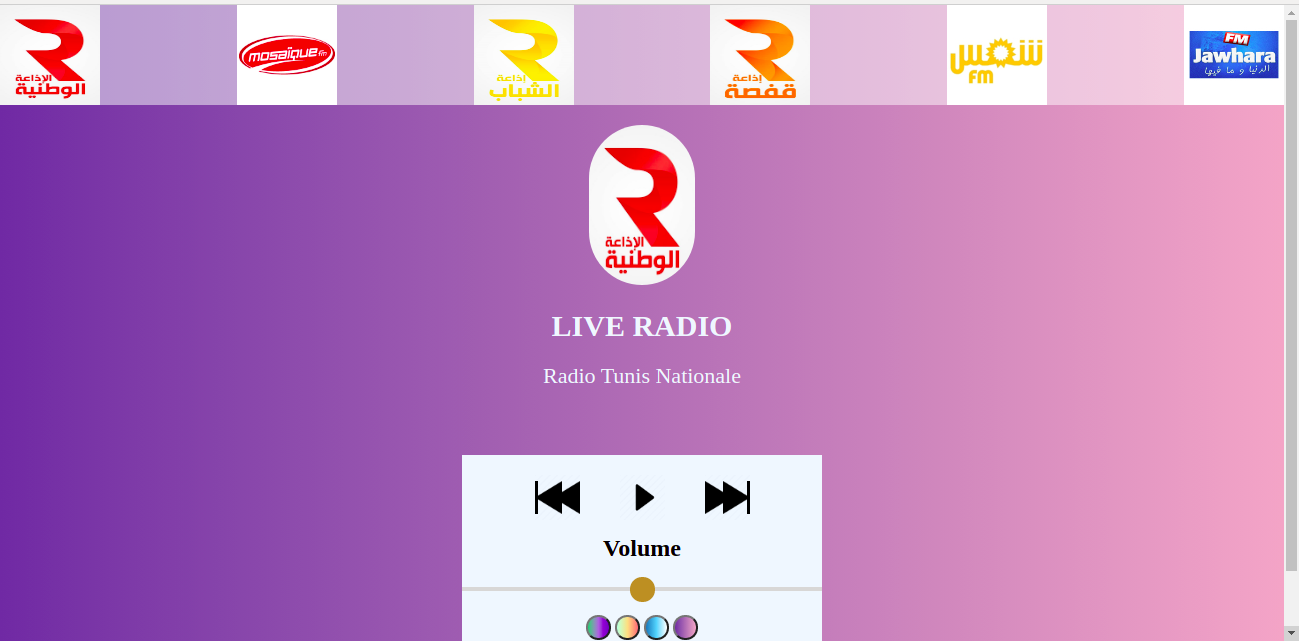 الإذاعة
الوطنية
mosaïque fm
إذاعة
الشباب
إذاعة
قفصة
شمس
FM
FM
Jawhara
الدنيا و ما فيها
الإذاعة
الوطنية
LIVE RADIO
Radio Tunis Nationale
Volume